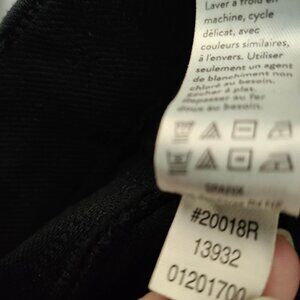 Laver à froid en
machine, cycle
délicat, avec
couleurs similaires,
à l'envers. Utiliser
seulement un agent
de blanchiment non
chloré au besoin.
Sécher à plat.
Repasser au fer
doux au besoin.
#20018R
13932
01201700